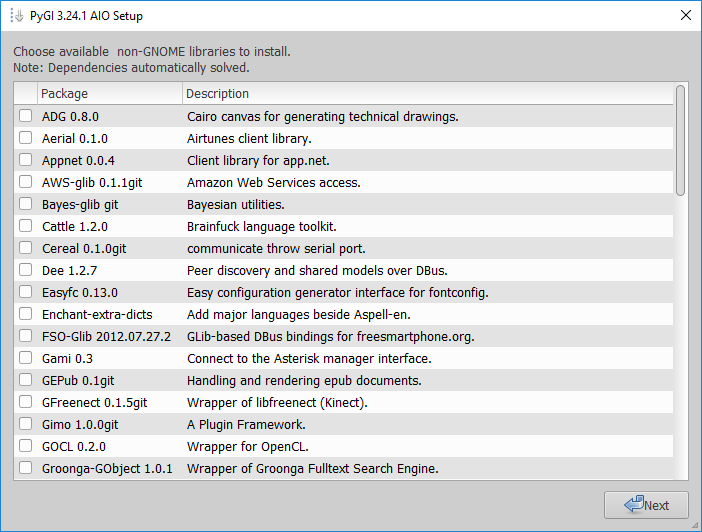 PyGI 3.24.1 AIO Setup
Choose available  non-GNOME libraries to install.
Note: Dependencies automatically solved.
Package Description
ADG 0.8.0 Cairo canvas for generating technical drawings.
Aerial 0.1.0 Airtunes client library.
Appnet 0.0.4 Client library for app.net.
AWS-glib 0.1.1git Amazon Web Services access.
Bayes-glib git Bayesian utilities.
Cattle 1.2.0 Brainfuck language toolkit.
Cereal 0.1.0git communicate throw serial port.
Dee 1.2.7 Peer discovery and shared models over DBus.
Easyfc 0.13.0 Easy configuration generator interface for fontconfig.
Enchant-extra-dicts Add major languages beside Aspell-en.
FSO-Glib 2012.07.27.2 GLib-based DBus bindings for freesmartphone.org.
Gami 0.3 Connect to the Asterisk manager interface.
GEPub 0.1git Handling and rendering epub documents.
GFreenect 0.1.5git Wrapper of libfreenect (Kinect).
Gimo 1.0.0git A Plugin Framework.
GOCL 0.2.0 Wrapper for OpenCL.
Groonga-GObject 1.0.1 Wrapper of Groonga Fulltext Search Engine.
Next